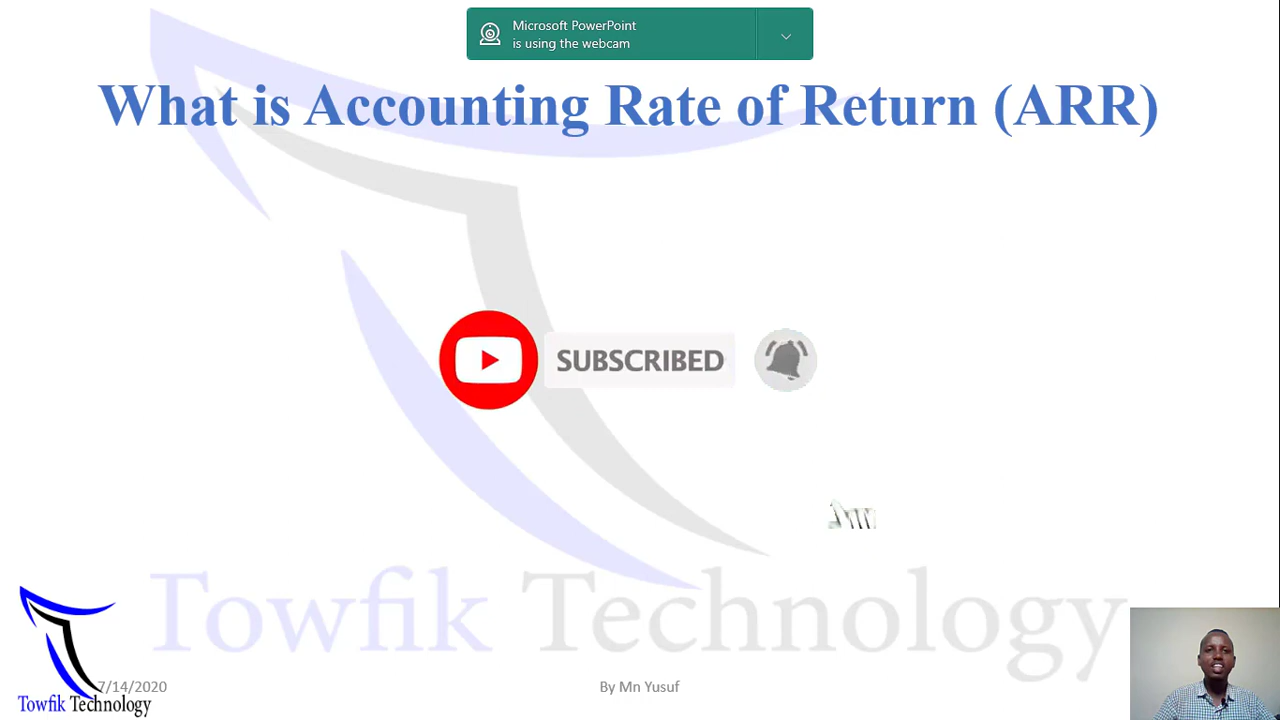 Microsoft PowerPoint
is using the webcam
What is Accounting Rate of Return (ARR)
SUBSCRIBED
Towfik Technology
7/14/2020
By Mn Yusuf
Towfik Technology